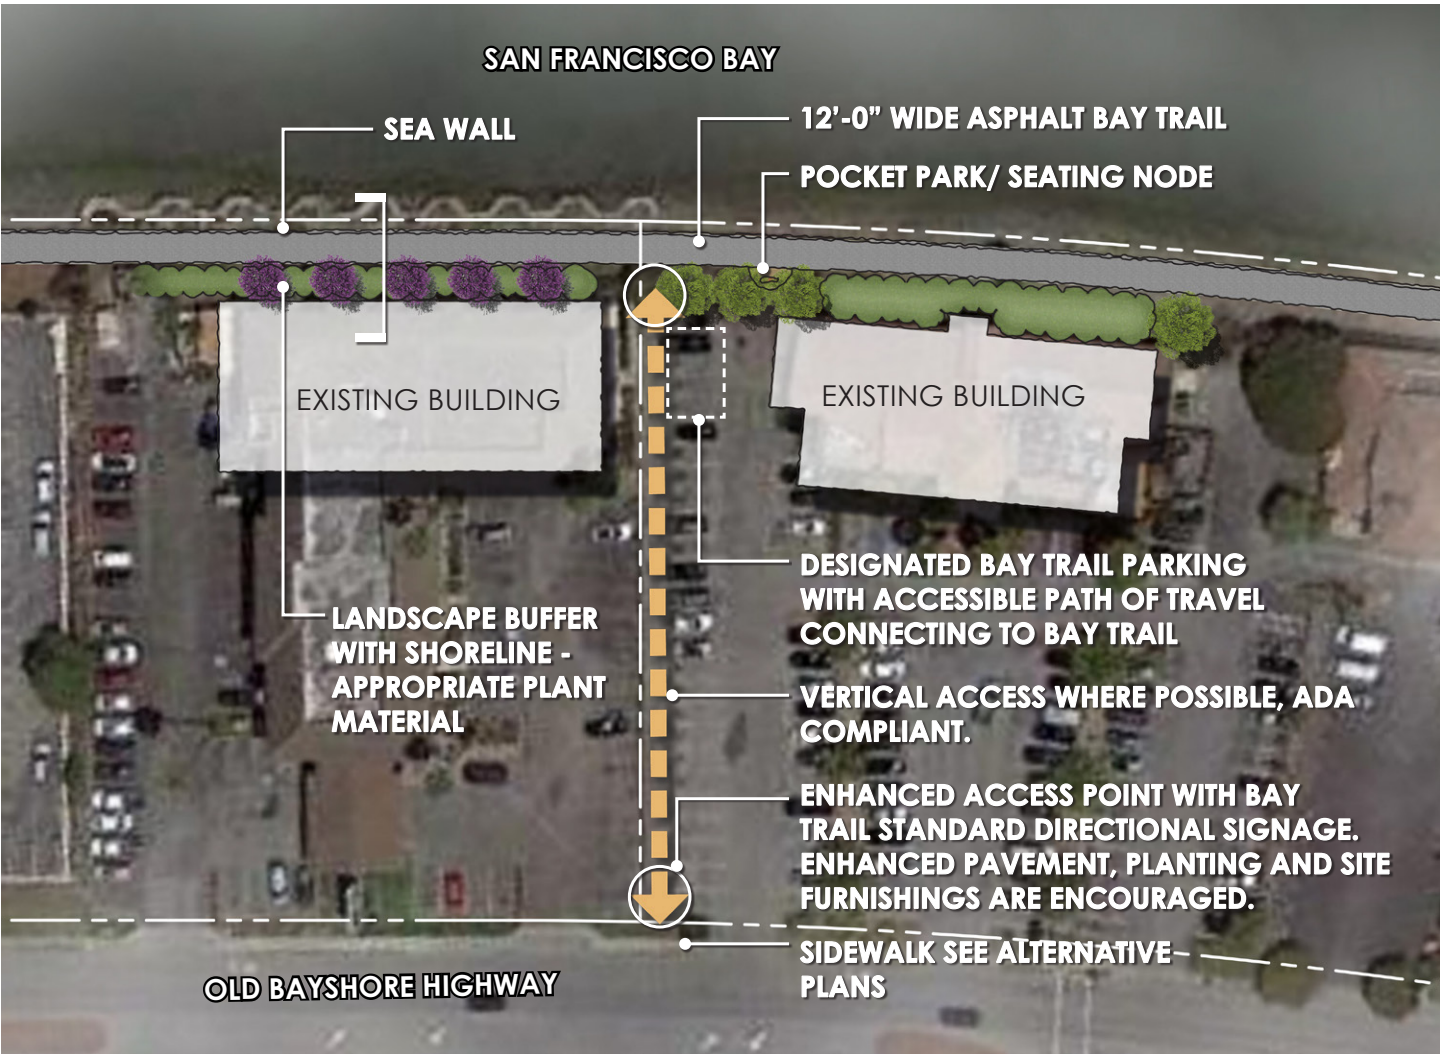 SAN FRANCISCO BAY
SEA WALL
12’-0” WIDE ASPHALT BAY TRAIL
POCKET PARK/ SEATING NODE
EXISTING BUILDING
EXISTING BUILDING
DESIGNATED BAY TRAIL PARKING
WITH ACCESSIBLE PATH OF TRAVEL
CONNECTING TO BAY TRAIL
LANDSCAPE BUFFER
WITH SHORELINE -
APPROPRIATE PLANT
MATERIAL
VERTICAL ACCESS WHERE POSSIBLE, ADA
COMPLIANT.
ENHANCED ACCESS POINT WITH BAY
TRAIL STANDARD DIRECTIONAL SIGNAGE.
ENHANCED PAVEMENT, PLANTING AND SITE
FURNISHINGS ARE ENCOURAGED.
SIDEWALK SEE ALTERNATIVE
PLANS
OLD BAYSHORE HIGHWAY